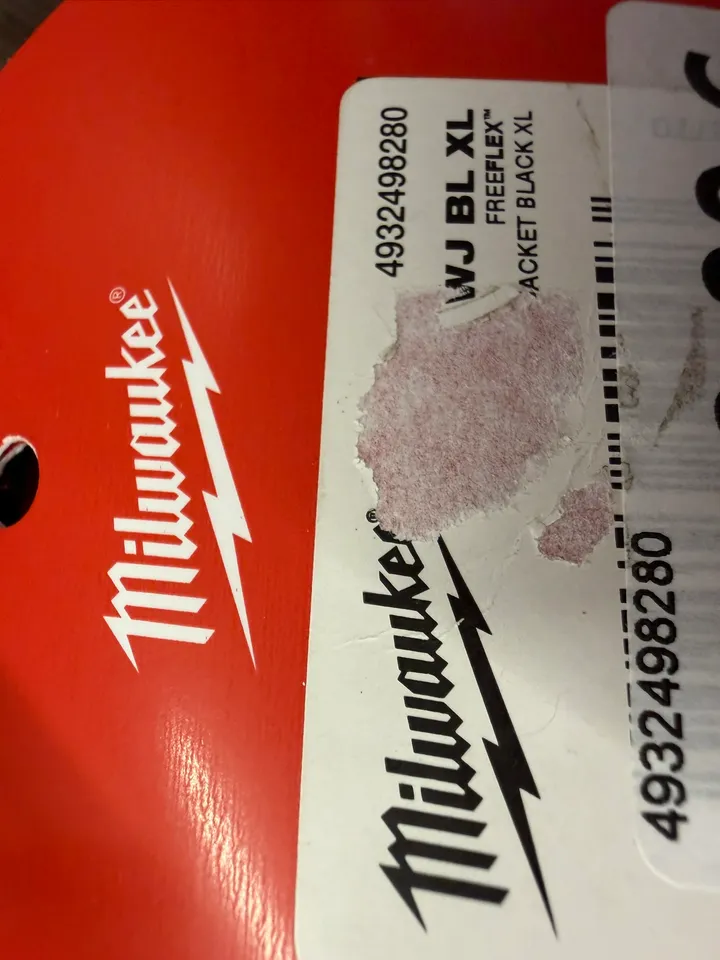 Milwaukee®
4932498280
WJ BL XL
FREEFLEX™
ACKET BLACK XL
Milwaukee®
4932498280